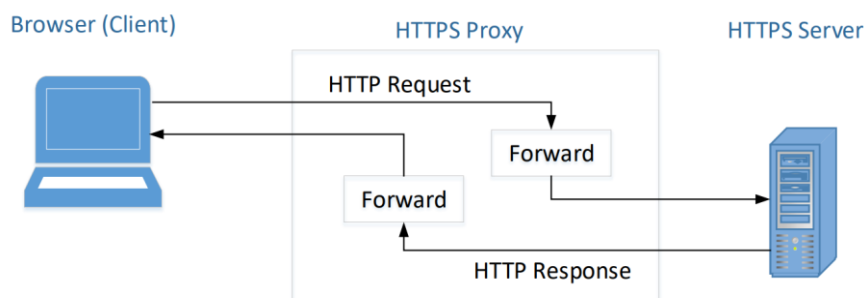 Browser (Client)
HTTPS Proxy
HTTPS Server
HTTP Request
Forward
Forward
HTTP Response